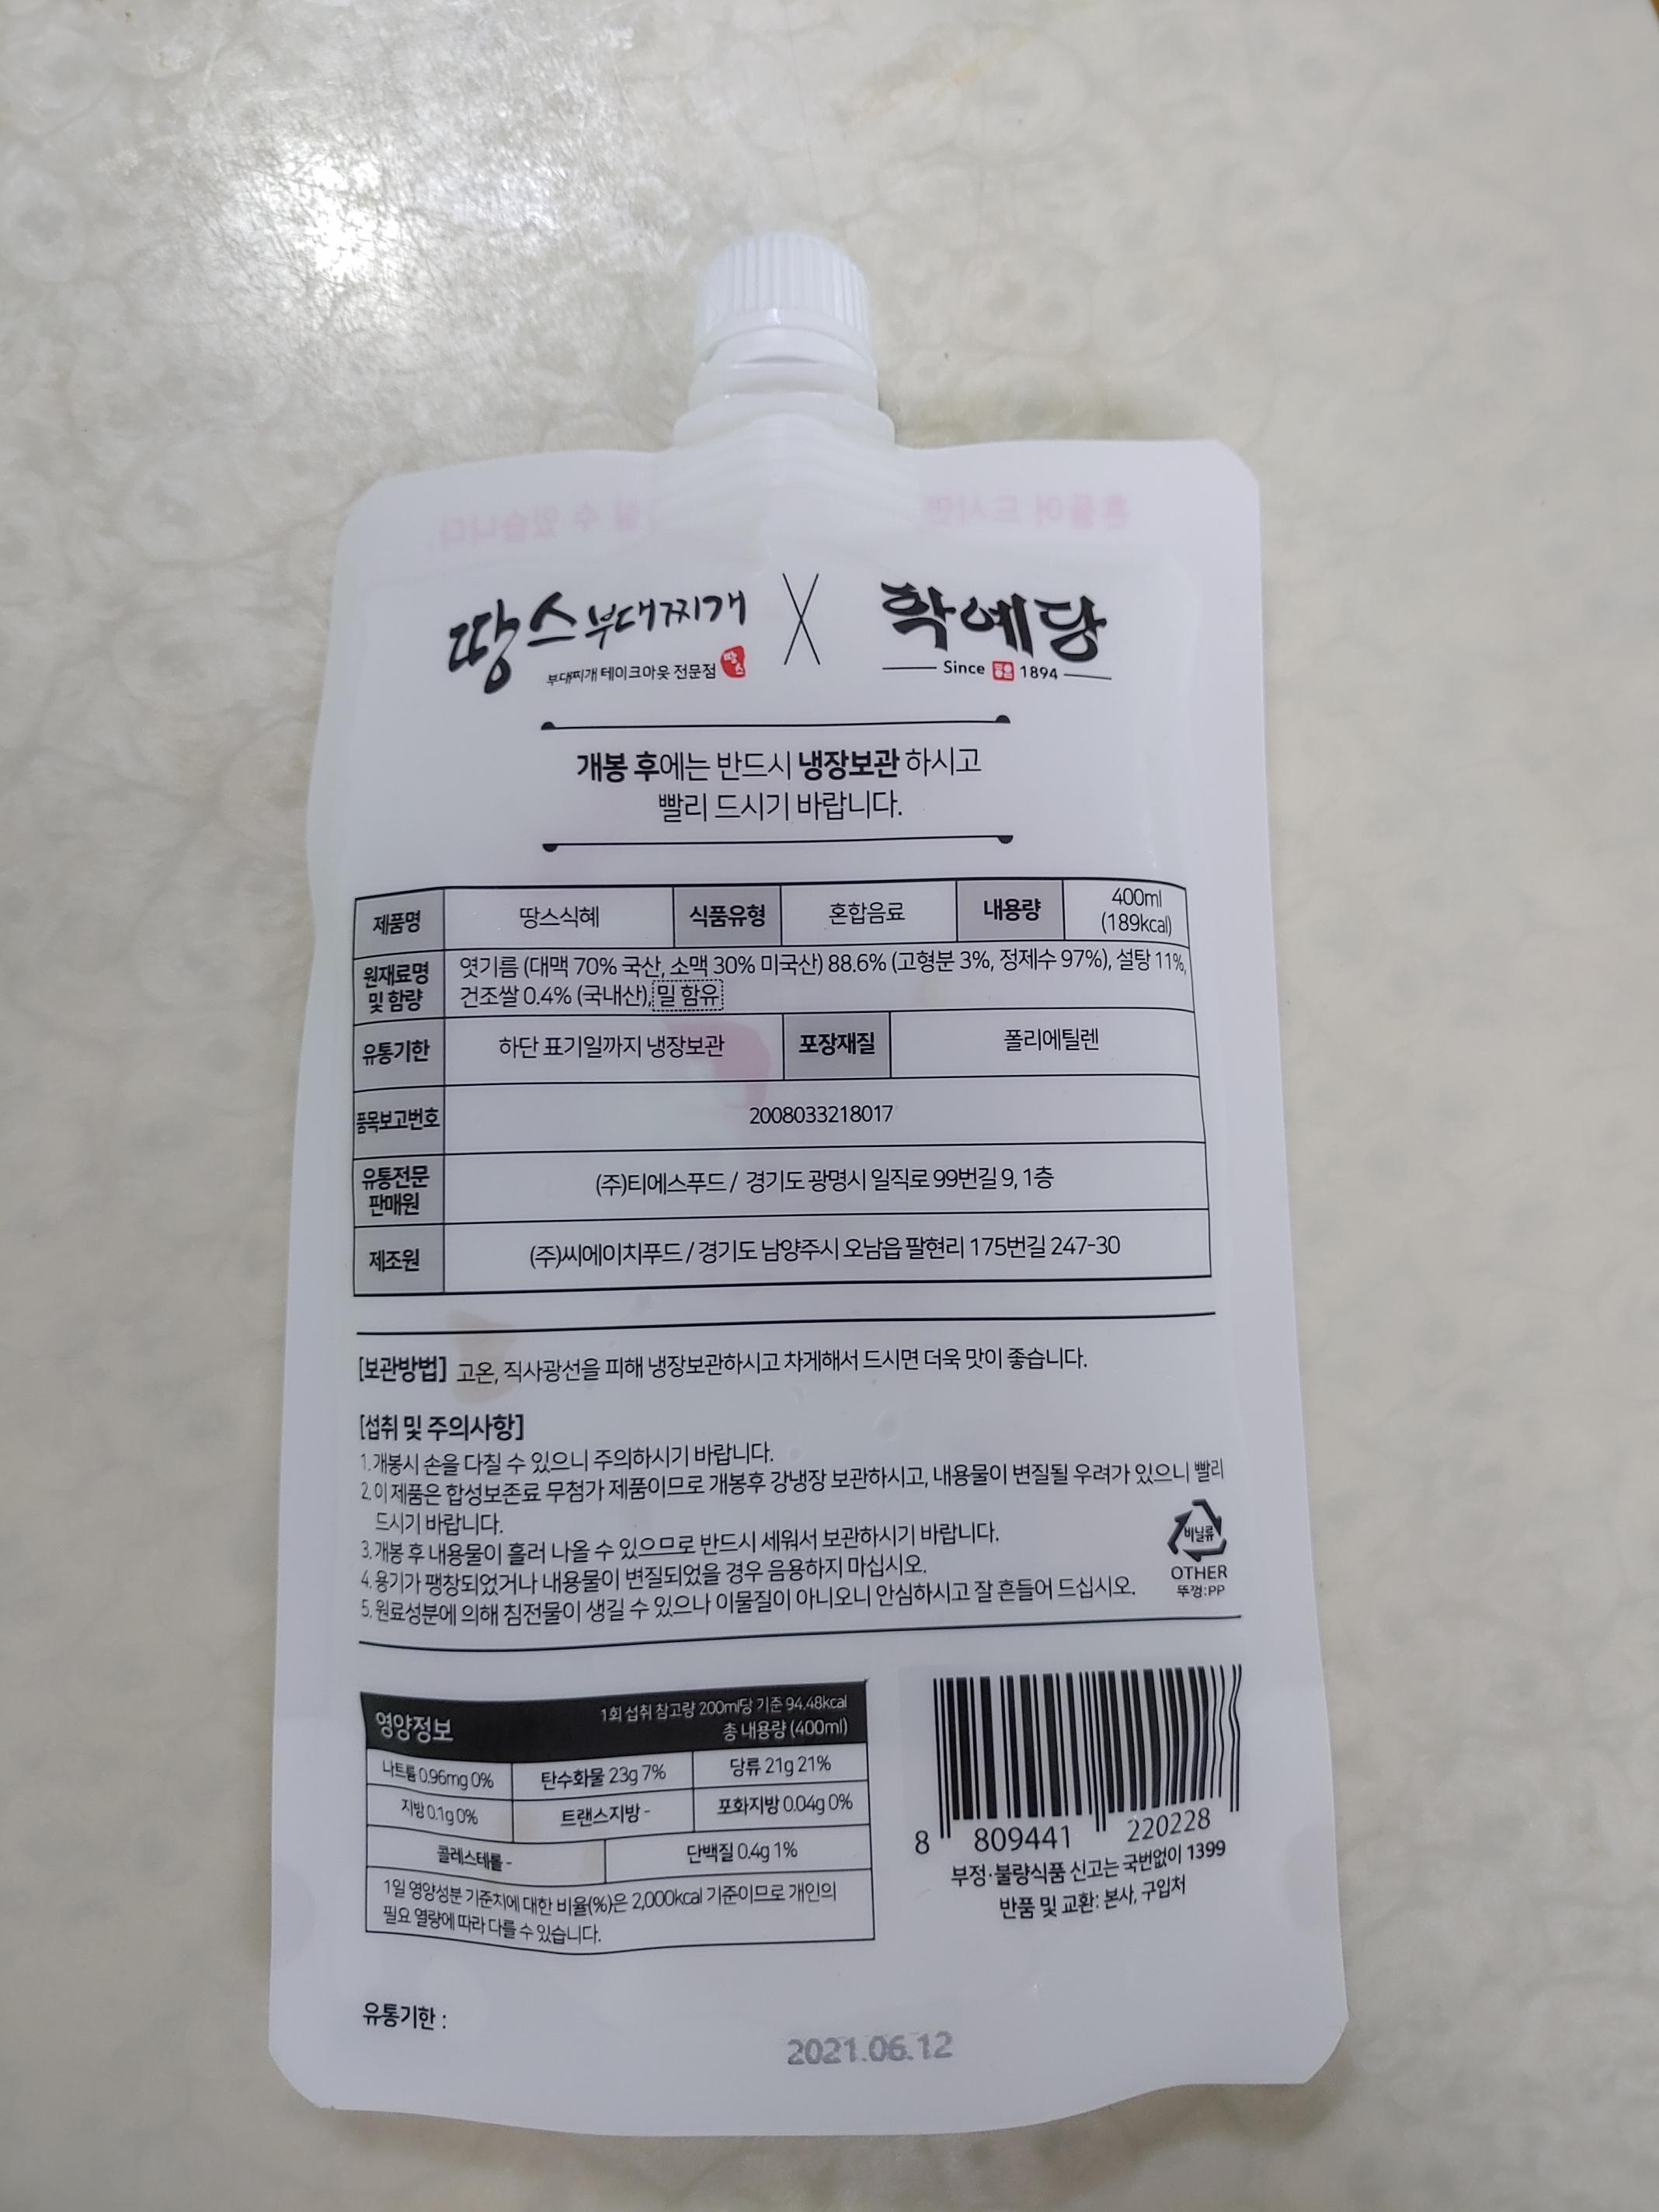 땅스부대찌개 X 학예당
부대찌개 테이크아웃 전문점 땅스
Since 1894
개봉 후에는 반드시 냉장보관 하시고
빨리 드시기 바랍니다.
제품명 땅스식혜 식품유형 혼합음료 내용량 400ml
(189kcal)
원재료명 및 함량 엿기름 (대맥 70% 국산, 소맥 30% 미국산) 88.6% (고형분 3%, 정제수 97%), 설탕 11%,
건조쌀 0.4% (국내산), 밀 함유
유통기한 하단 표기일까지 냉장보관 포장재질 폴리에틸렌
품목보고번호 2008033218017
유통전문
판매원 (주)티에스푸드 / 경기도 광명시 일직로 99번길 9, 1층
제조원 (주)씨에이치푸드 / 경기도 남양주시 오남읍 팔현리 175번길 247-30
[보관방법] 고온, 직사광선을 피해 냉장보관하시고 차게해서 드시면 더욱 맛이 좋습니다.
[섭취 및 주의사항]
1.개봉시 손을 다칠 수 있으니 주의하시기 바랍니다.
2.이 제품은 합성보존료 무첨가 제품이므로 개봉후 강냉장 보관하시고, 내용물이 변질될 우려가 있으니 빨리
드시기 바랍니다.
3.개봉 후 내용물이 흘러 나올 수 있으므로 반드시 세워서 보관하시기 바랍니다.
4.용기가 팽창되었거나 내용물이 변질되었을 경우 음용하지 마십시오.
5.원료성분에 의해 침전물이 생길 수 있으나 이물질이 아니오니 안심하시고 잘 흔들어 드십시오.
비닐류
OTHER
뚜껑:PP
영양정보 1회 섭취 참고량 200ml당 기준 94.48kcal
총 내용량 (400ml)
나트륨 0.96mg 0% 탄수화물 23g 7% 당류 21g 21%
지방 0.1g 0% 트랜스지방 - 포화지방 0.04g 0%
콜레스테롤 - 단백질 0.4g 1%
1일 영양성분 기준치에 대한 비율(%)은 2,000kcal 기준이므로 개인의
필요 열량에 따라 다를 수 있습니다.
8 809441 220228
부정·불량식품 신고는 국번없이 1399
반품 및 교환: 본사, 구입처
유통기한 :
2021.06.12